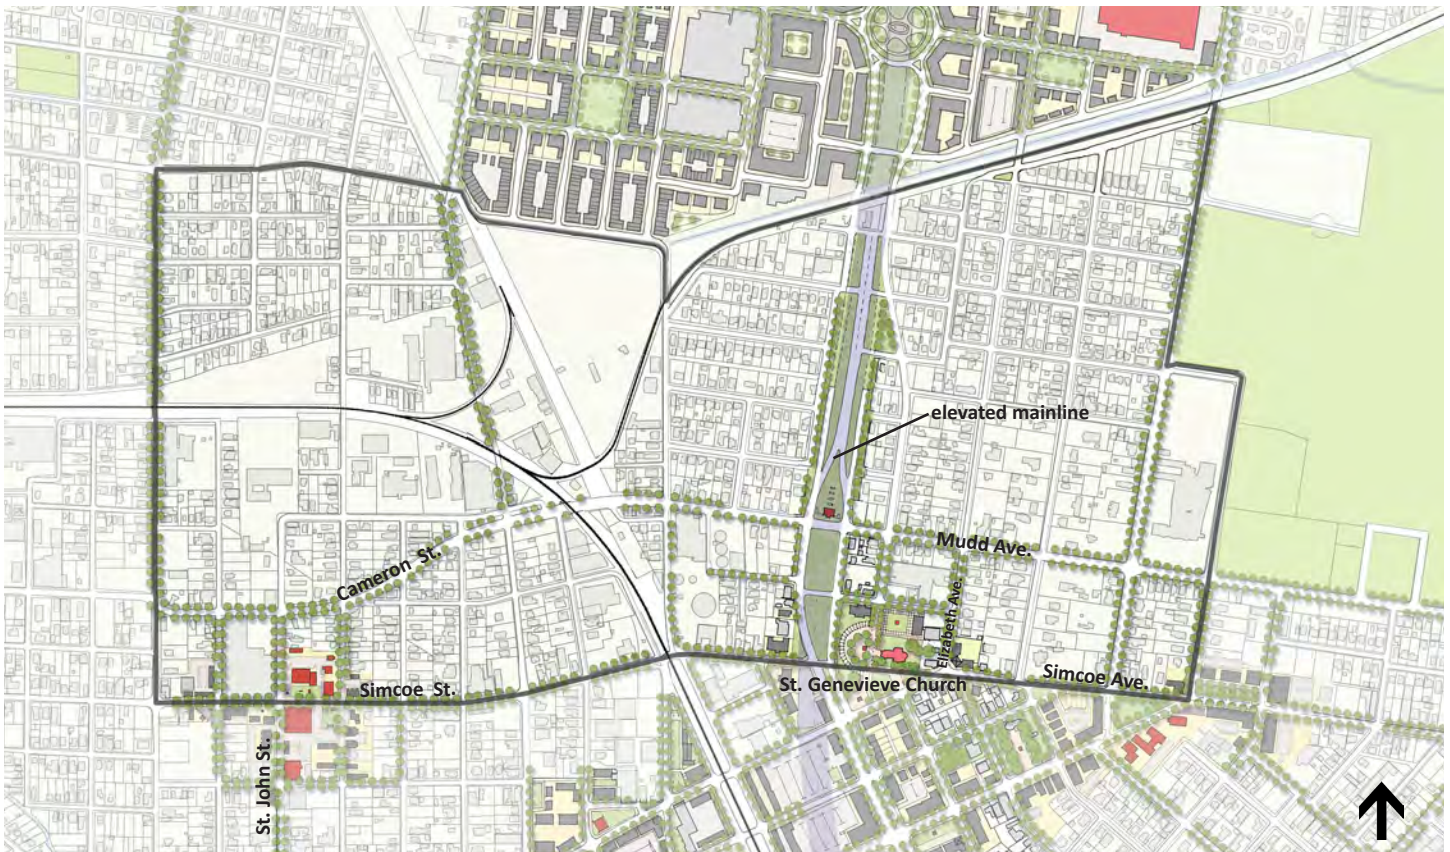 elevated mainline
Mudd Ave.
Cameron St.
Elizabeth Ave.
Simcoe St.
St. Genevieve Church
Simcoe Ave.
St. John St.